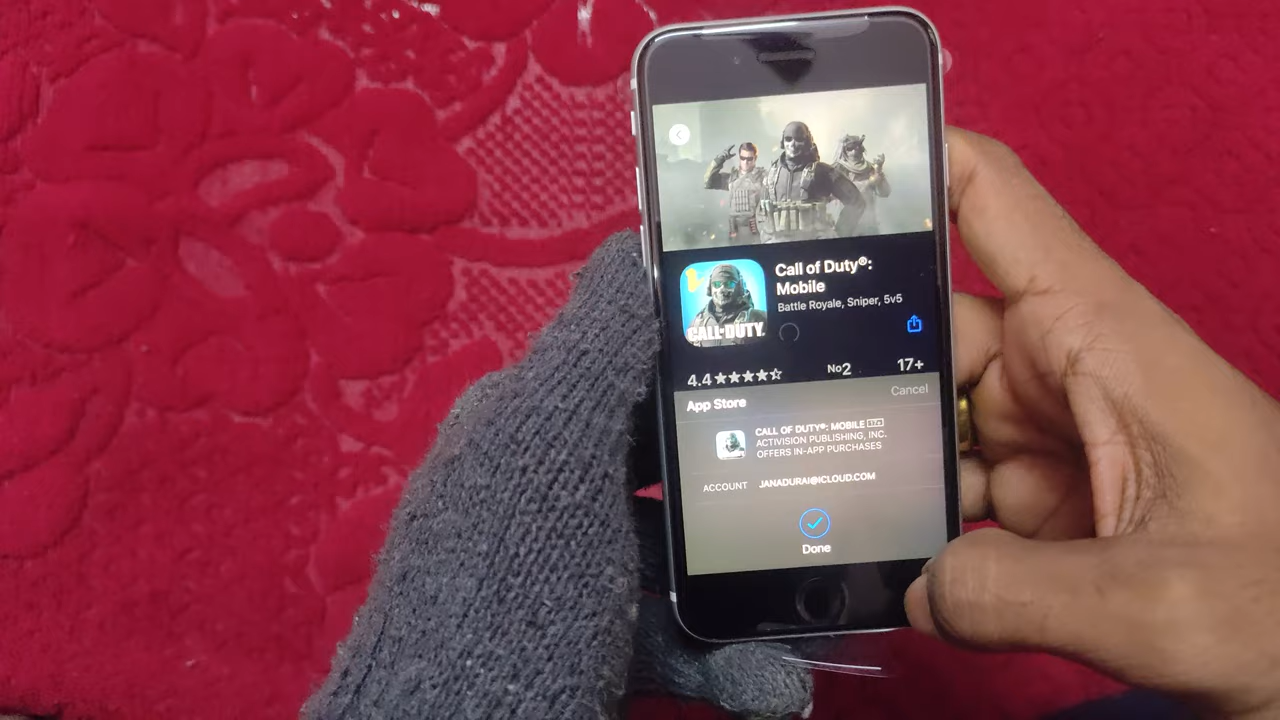 Call of Duty®:
Mobile
Battle Royale, Sniper, 5v5
CALL·DUTY
4.4★★★★☆ No2 17+
App Store Cancel
CALL OF DUTY®: MOBILE 17+
ACTIVISION PUBLISHING, INC.
OFFERS IN-APP PURCHASES
ACCOUNT JANADURAI@ICLOUD.COM
Done